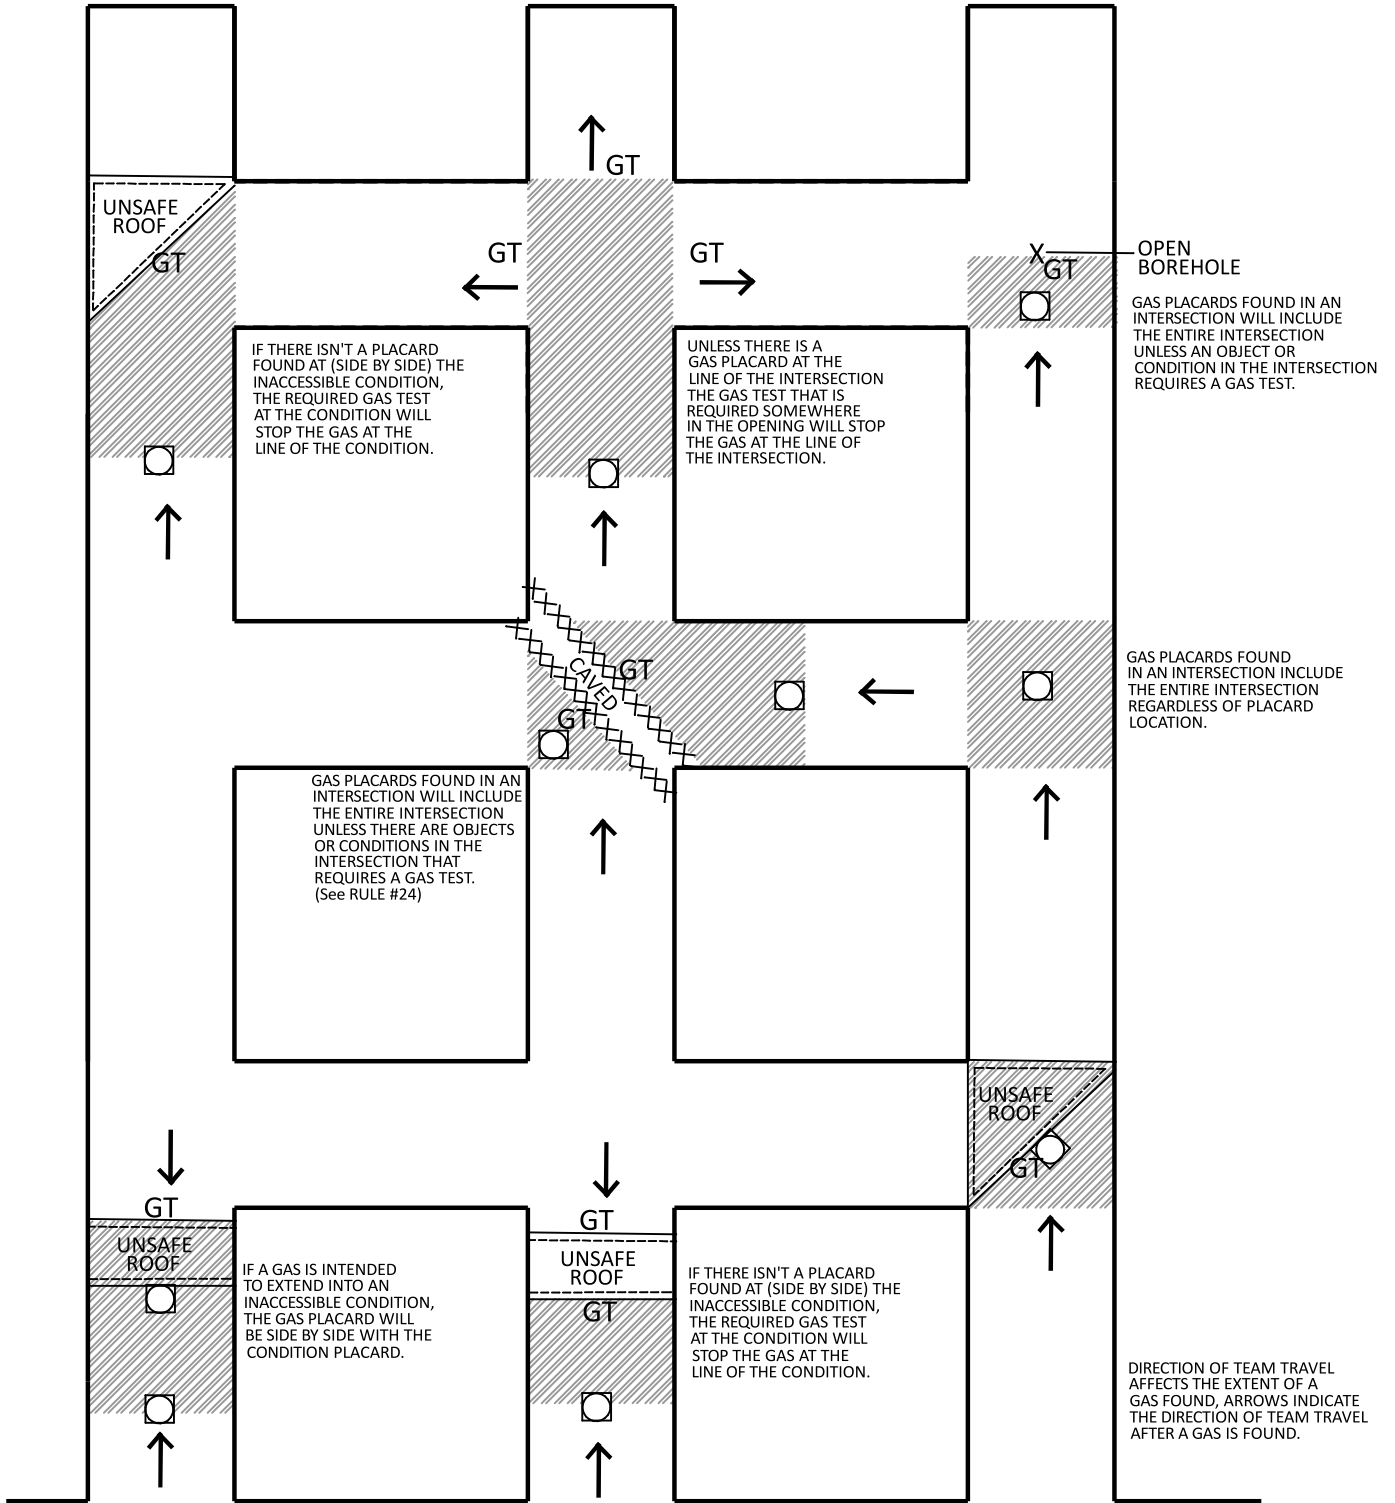 GT
UNSAFE
ROOF
GT
GT
GT
X
GT
OPEN
BOREHOLE
GAS PLACARDS FOUND IN AN
INTERSECTION WILL INCLUDE
THE ENTIRE INTERSECTION
UNLESS AN OBJECT OR
CONDITION IN THE INTERSECTION
REQUIRES A GAS TEST.
IF THERE ISN'T A PLACARD
FOUND AT (SIDE BY SIDE) THE
INACCESSIBLE CONDITION,
THE REQUIRED GAS TEST
AT THE CONDITION WILL
STOP THE GAS AT THE
LINE OF THE CONDITION.
UNLESS THERE IS A
GAS PLACARD AT THE
LINE OF THE INTERSECTION
THE GAS TEST THAT IS
REQUIRED SOMEWHERE
IN THE OPENING WILL STOP
THE GAS AT THE LINE OF
THE INTERSECTION.
CAVED
GT
GT
GAS PLACARDS FOUND
IN AN INTERSECTION INCLUDE
THE ENTIRE INTERSECTION
REGARDLESS OF PLACARD
LOCATION.
GAS PLACARDS FOUND IN AN
INTERSECTION WILL INCLUDE
THE ENTIRE INTERSECTION
UNLESS THERE ARE OBJECTS
OR CONDITIONS IN THE
INTERSECTION THAT
REQUIRES A GAS TEST.
(See RULE #24)
UNSAFE
ROOF
GT
GT
UNSAFE
ROOF
GT
UNSAFE
ROOF
GT
IF A GAS IS INTENDED
TO EXTEND INTO AN
INACCESSIBLE CONDITION,
THE GAS PLACARD WILL
BE SIDE BY SIDE WITH THE
CONDITION PLACARD.
IF THERE ISN'T A PLACARD
FOUND AT (SIDE BY SIDE) THE
INACCESSIBLE CONDITION,
THE REQUIRED GAS TEST
AT THE CONDITION WILL
STOP THE GAS AT THE
LINE OF THE CONDITION.
DIRECTION OF TEAM TRAVEL
AFFECTS THE EXTENT OF A
GAS FOUND, ARROWS INDICATE
THE DIRECTION OF TEAM TRAVEL
AFTER A GAS IS FOUND.